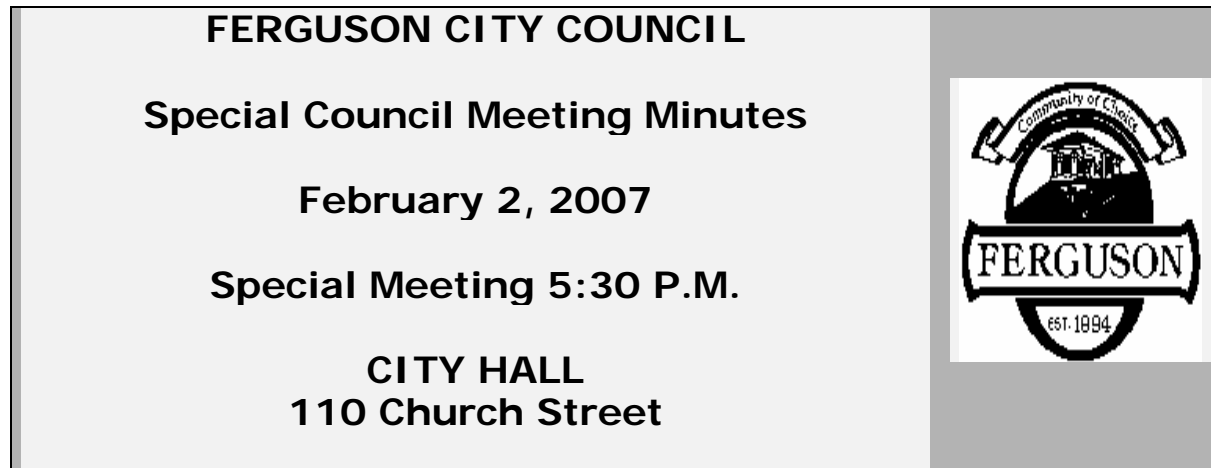 FERGUSON CITY COUNCIL
Special Council Meeting Minutes
February 2, 2007
Special Meeting 5:30 P.M.
CITY HALL
110 Church Street
Community of Choice
FERGUSON
EST. 1894